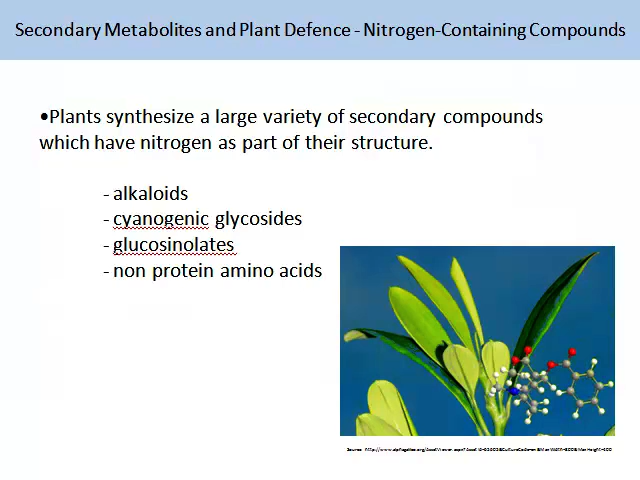 Secondary Metabolites and Plant Defence - Nitrogen-Containing Compounds
•Plants synthesize a large variety of secondary compounds
which have nitrogen as part of their structure.
- alkaloids
- cyanogenic glycosides
- glucosinolates
- non protein amino acids
Source